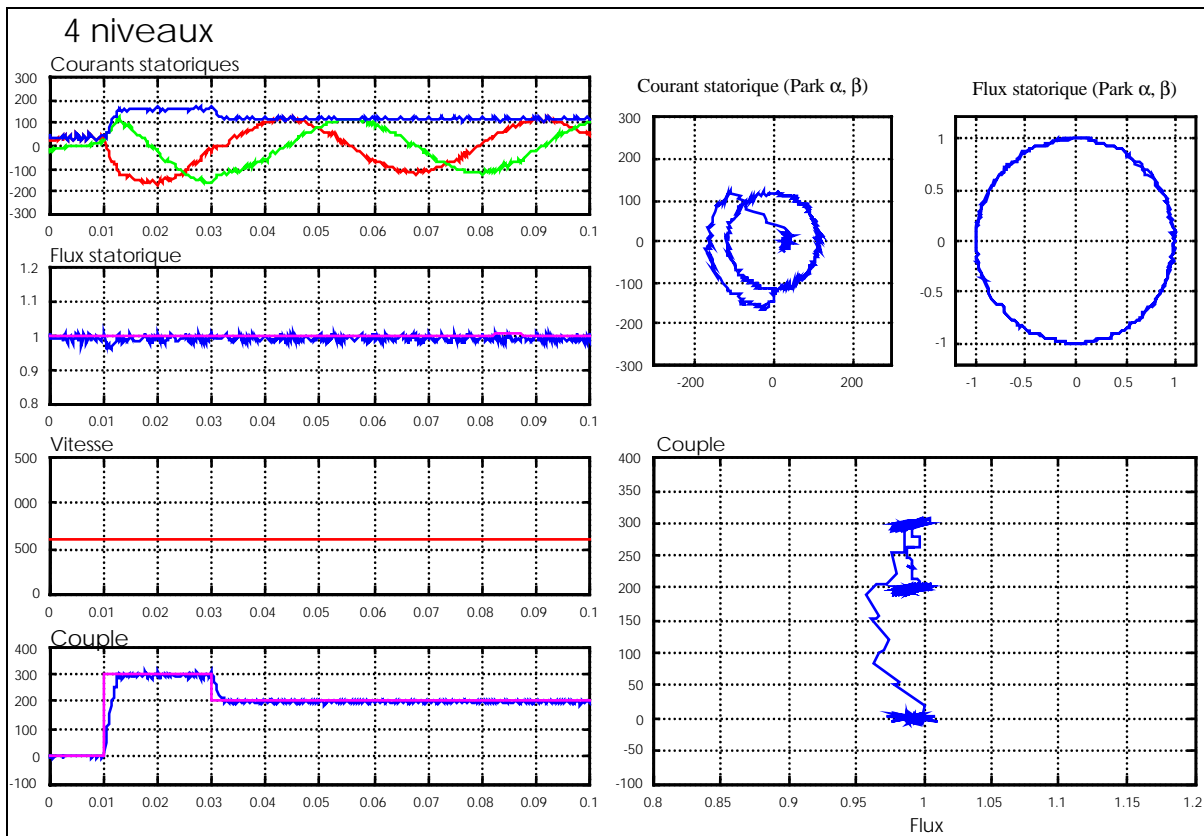 4 niveaux
Courants statoriques
300
200
100
0
-100
-200
-300
0 0.01 0.02 0.03 0.04 0.05 0.06 0.07 0.08 0.09 0.1
Flux statorique
1.2
1.1
1
0.9
0.8
0 0.01 0.02 0.03 0.04 0.05 0.06 0.07 0.08 0.09 0.1
Vitesse
500
000
500
0
0 0.01 0.02 0.03 0.04 0.05 0.06 0.07 0.08 0.09 0.1
Couple
400
300
200
100
0
-100
0 0.01 0.02 0.03 0.04 0.05 0.06 0.07 0.08 0.09 0.1
Courant statorique (Park α, β)
300
200
100
0
-100
-200
-300
-200 0 200
Flux statorique (Park α, β)
1
0.5
0
-0.5
-1
-1 -0.5 0 0.5 1
Couple
400
350
300
250
200
150
100
50
0
-50
-100
0.8 0.85 0.9 0.95 1 1.05 1.1 1.15 1.2
Flux